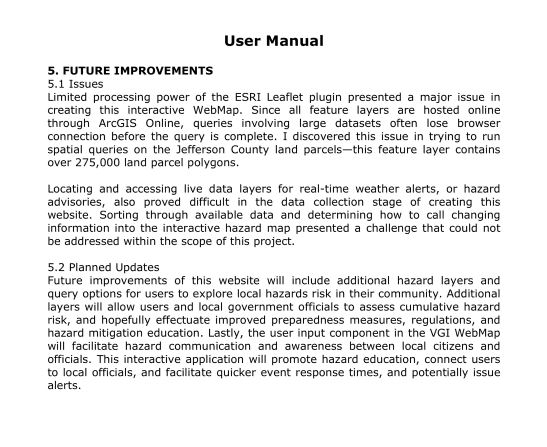 User Manual
5. FUTURE IMPROVEMENTS
5.1 Issues
Limited processing power of the ESRI Leaflet plugin presented a major issue in
creating this interactive WebMap. Since all feature layers are hosted online
through ArcGIS Online, queries involving large datasets often lose browser
connection before the query is complete. I discovered this issue in trying to run
spatial queries on the Jefferson County land parcels—this feature layer contains
over 275,000 land parcel polygons.
Locating and accessing live data layers for real-time weather alerts, or hazard
advisories, also proved difficult in the data collection stage of creating this
website. Sorting through available data and determining how to call changing
information into the interactive hazard map presented a challenge that could not
be addressed within the scope of this project.
5.2 Planned Updates
Future improvements of this website will include additional hazard layers and
query options for users to explore local hazards risk in their community. Additional
layers will allow users and local government officials to assess cumulative hazard
risk, and hopefully effectuate improved preparedness measures, regulations, and
hazard mitigation education. Lastly, the user input component in the VGI WebMap
will facilitate hazard communication and awareness between local citizens and
officials. This interactive application will promote hazard education, connect users
to local officials, and facilitate quicker event response times, and potentially issue
alerts.